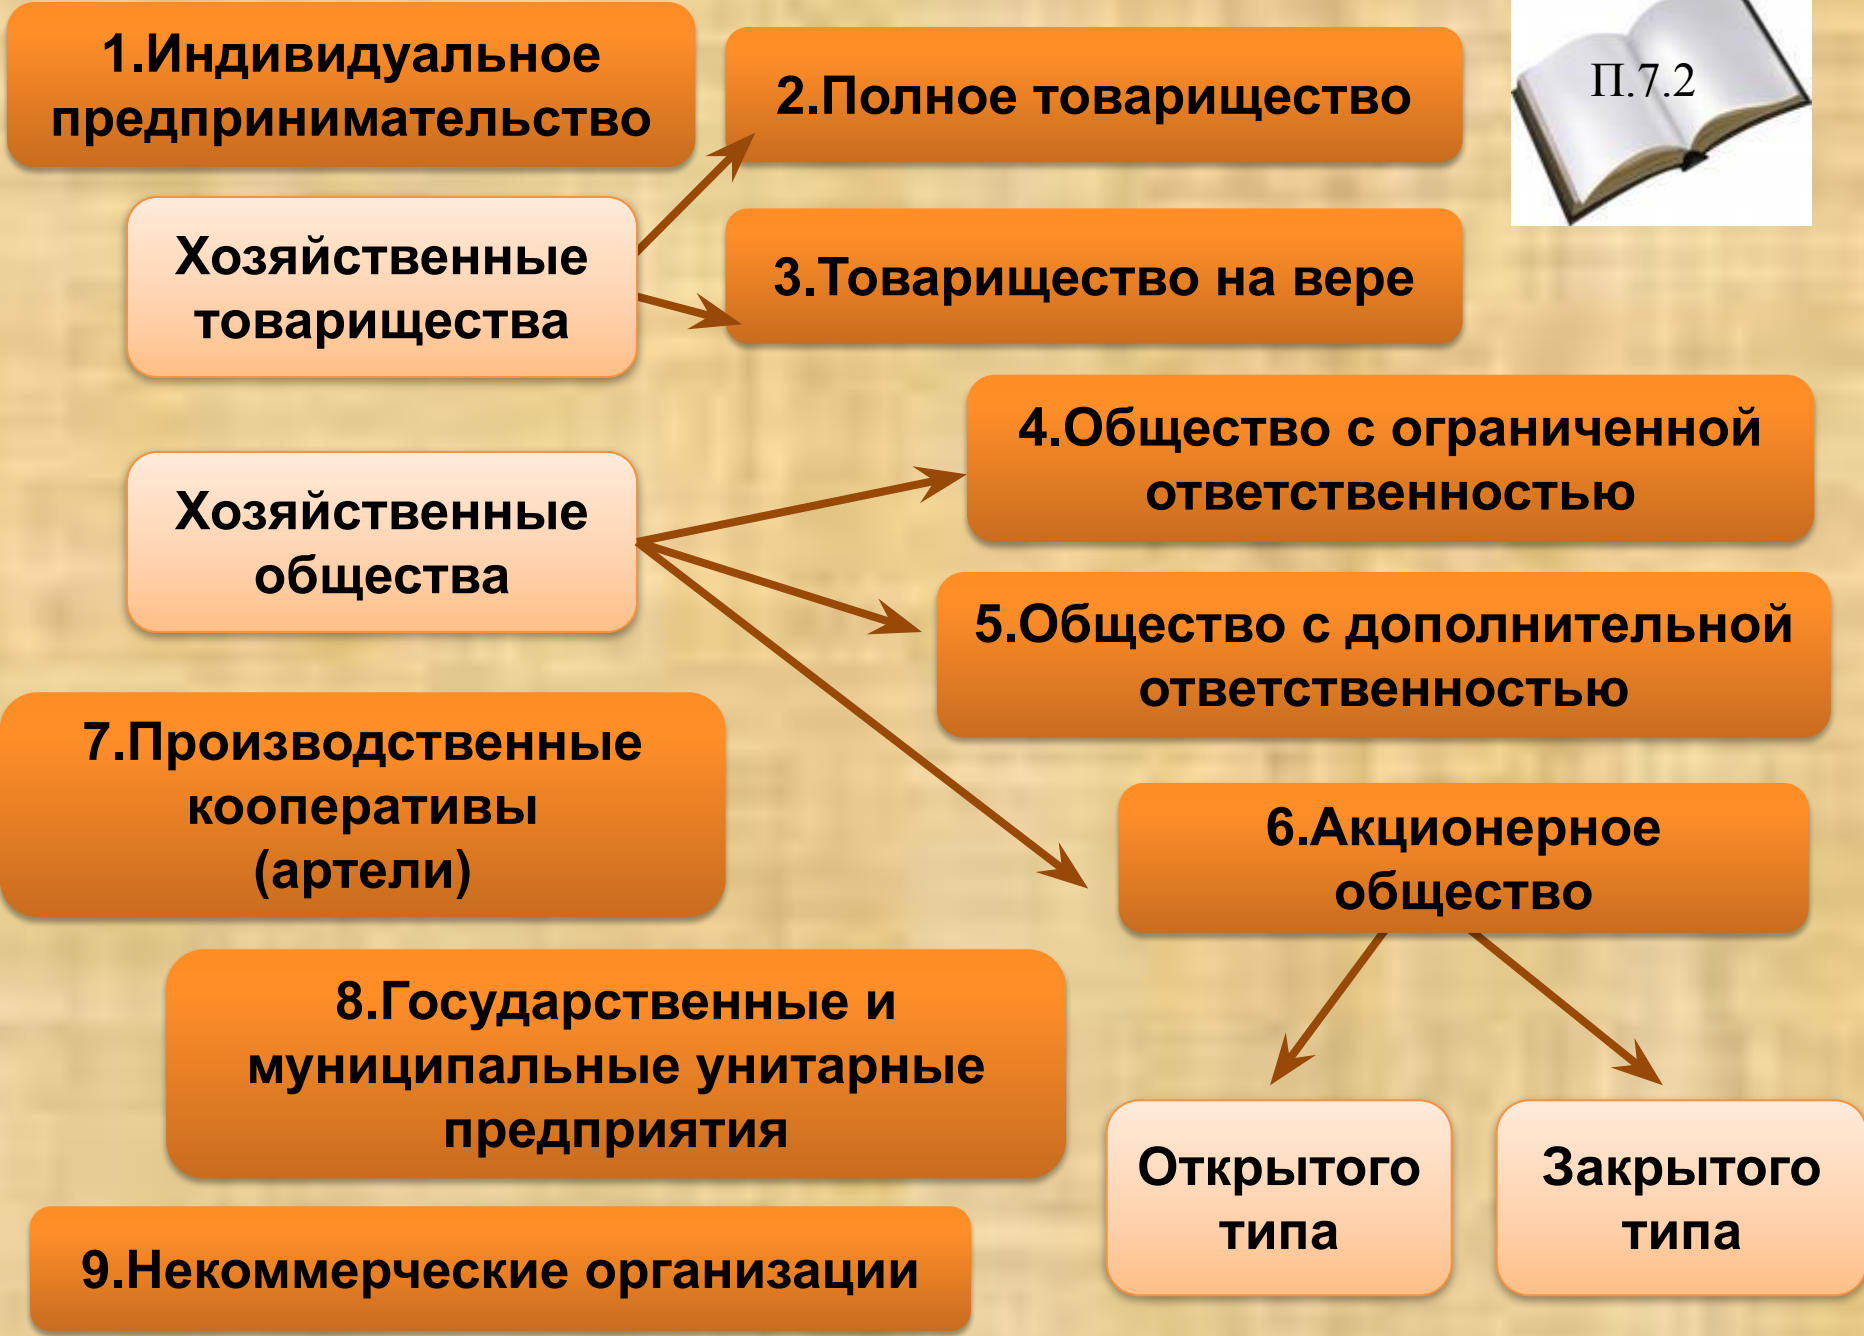 1.Индивидуальное
предпринимательство
2.Полное товарищество
П.7.2
Хозяйственные
товарищества
3.Товарищество на вере
4.Общество с ограниченной
ответственностью
Хозяйственные
общества
5.Общество с дополнительной
ответственностью
7.Производственные
кооперативы
(артели)
6.Акционерное
общество
8.Государственные и
муниципальные унитарные
предприятия
Открытого
типа
Закрытого
типа
9.Некоммерческие организации